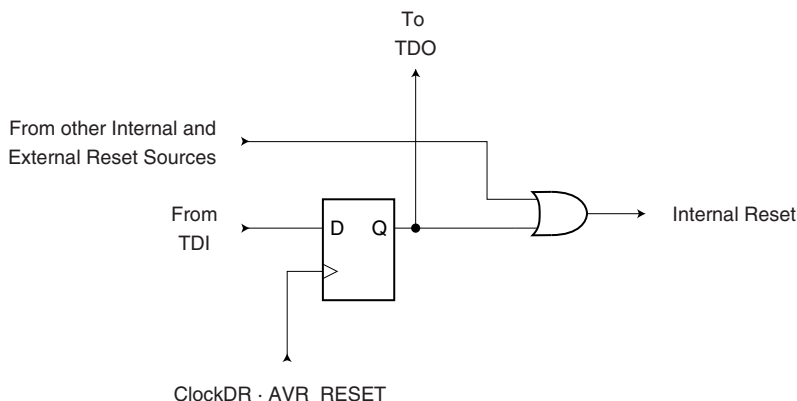 To
TDO
From other Internal and
External Reset Sources
From
TDI
D
Q
Internal Reset
ClockDR · AVR_RESET